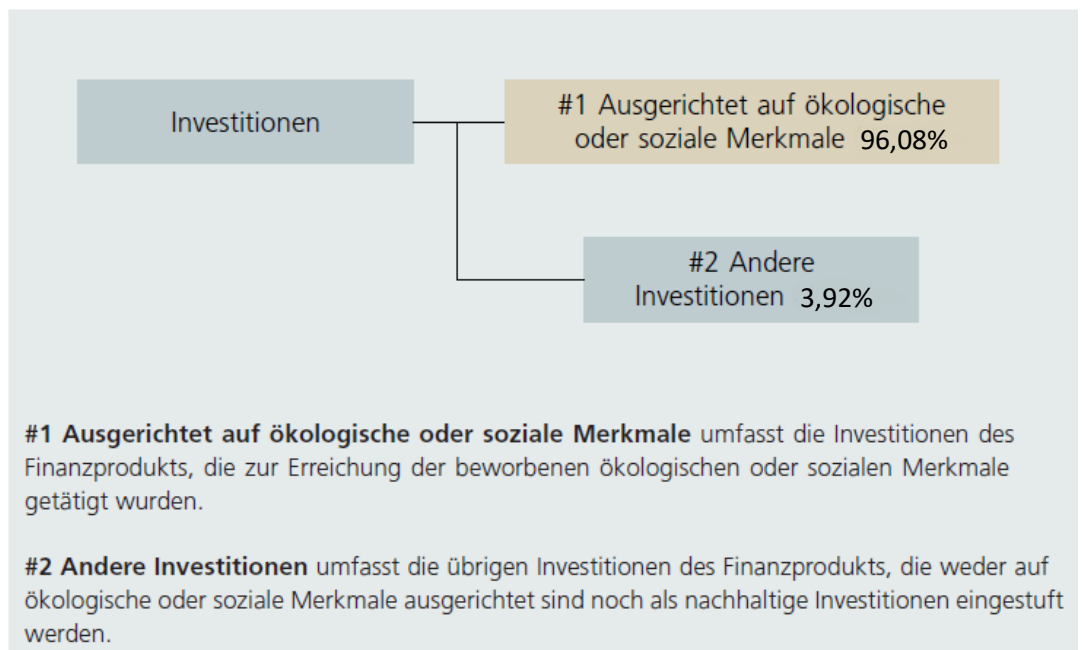 Investitionen
#1 Ausgerichtet auf ökologische
oder soziale Merkmale 96,08%
#2 Andere
Investitionen 3,92%
#1 Ausgerichtet auf ökologische oder soziale Merkmale umfasst die Investitionen des
Finanzprodukts, die zur Erreichung der beworbenen ökologischen oder sozialen Merkmale
getätigt wurden.
#2 Andere Investitionen umfasst die übrigen Investitionen des Finanzprodukts, die weder auf
ökologische oder soziale Merkmale ausgerichtet sind noch als nachhaltige Investitionen eingestuft
werden.